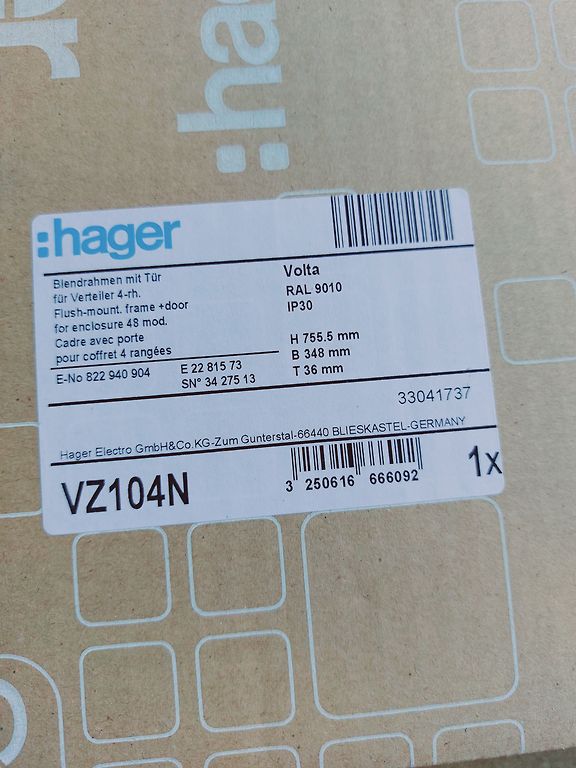 :ha
:hager
Blendrahmen mit Tür
für Verteiler 4-rh.
Flush-mount. frame +door
for enclosure 48 mod.
Cadre avec porte
pour coffret 4 rangées
Volta
RAL 9010
IP30
H 755.5 mm
B 348 mm
T 36 mm
E-No 822 940 904
E 22 815 73
SN° 34 275 13
33041737
Hager Electro GmbH&Co.KG-Zum Gunterstal-66440 BLIESKASTEL-GERMANY
VZ104N
3 250616 666092
1x